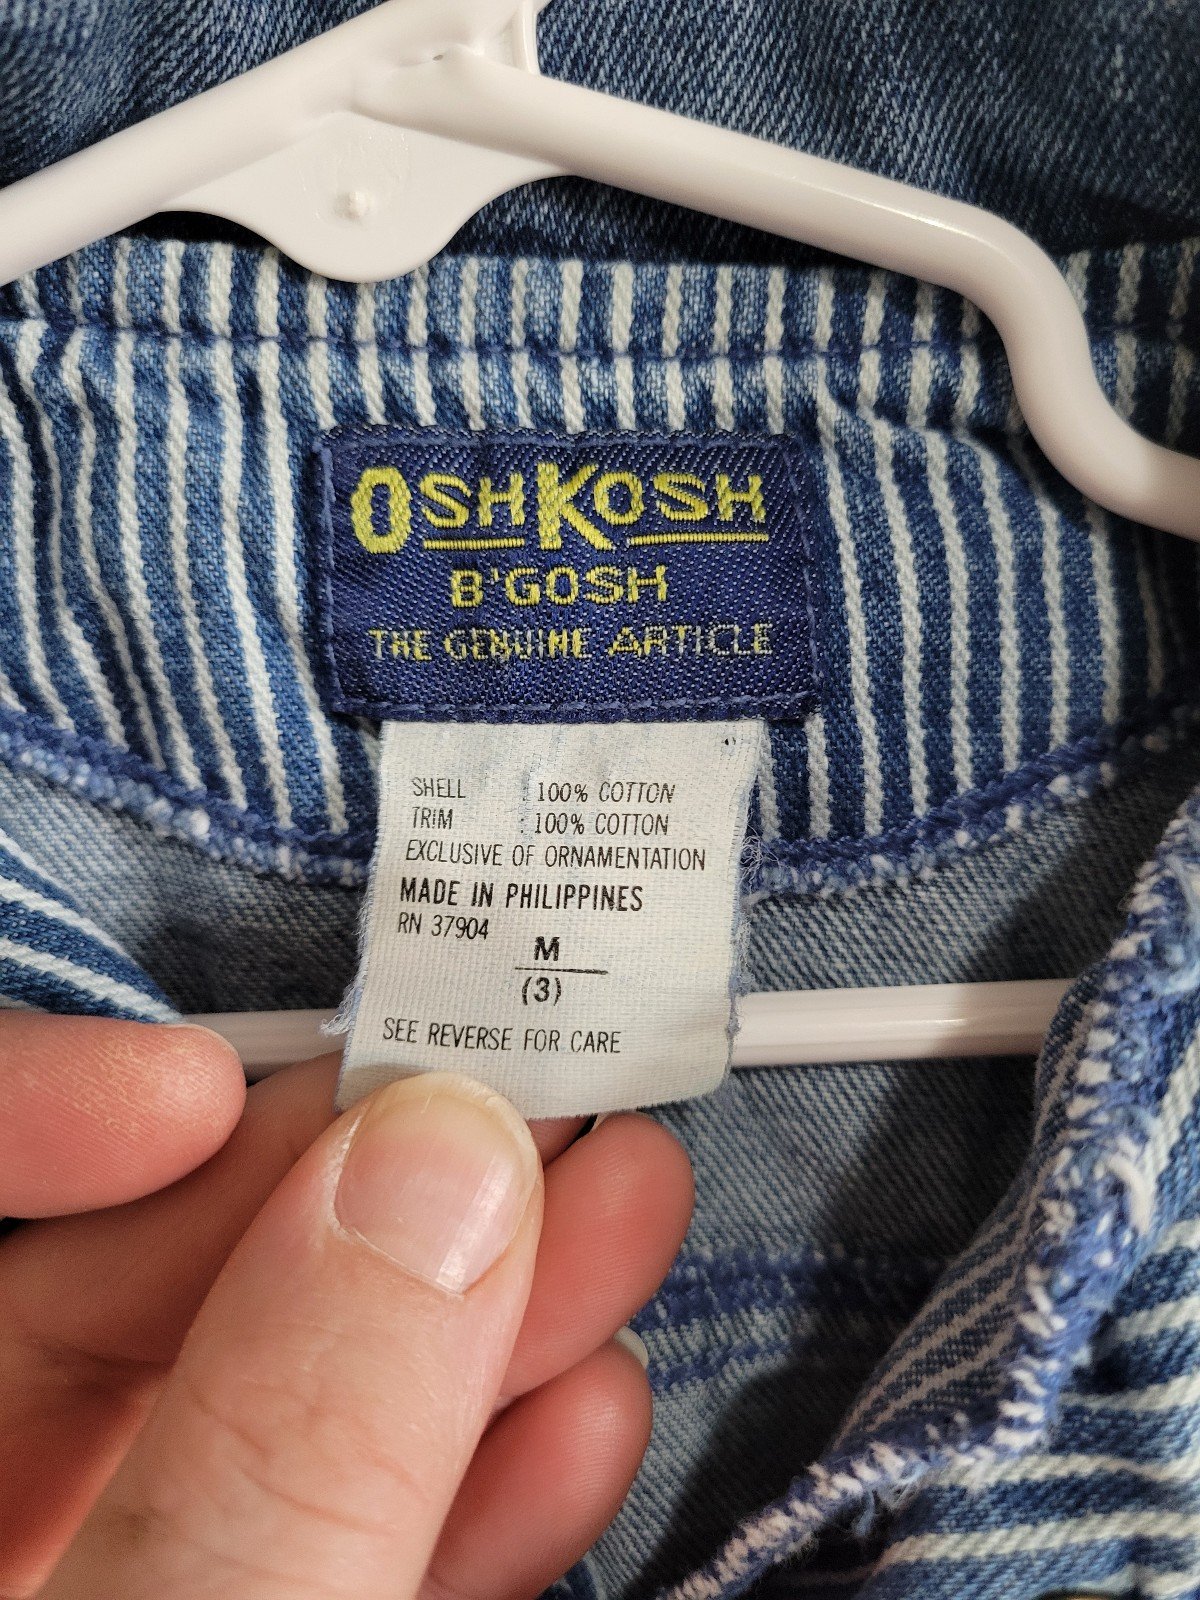 OSHKOSH
B'GOSH
THE GENUINE ARTICLE
SHELL : 100% COTTON
TRIM : 100% COTTON
EXCLUSIVE OF ORNAMENTATION
MADE IN PHILIPPINES
RN 37904
M
(3)
SEE REVERSE FOR CARE